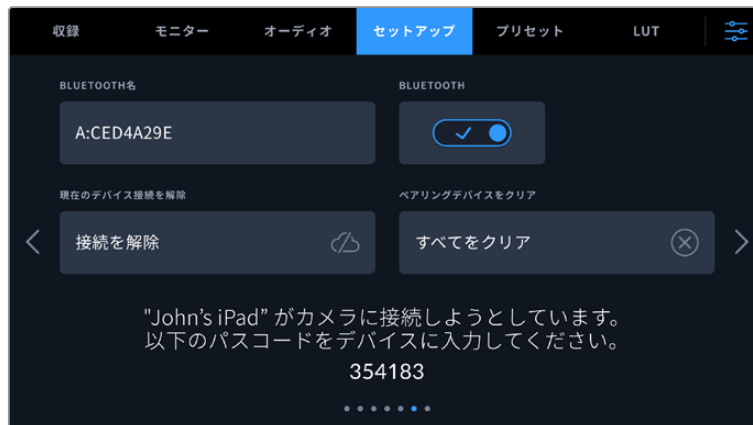 収録 モニター オーディオ セットアップ プリセット LUT
BLUETOOTH名 BLUETOOTH
A:CED4A29E
現在のデバイス接続を解除 ペアリングデバイスをクリア
接続を解除 すべてをクリア
"John’s iPad” がカメラに接続しようとしています。
以下のパスコードをデバイスに入力してください。
354183